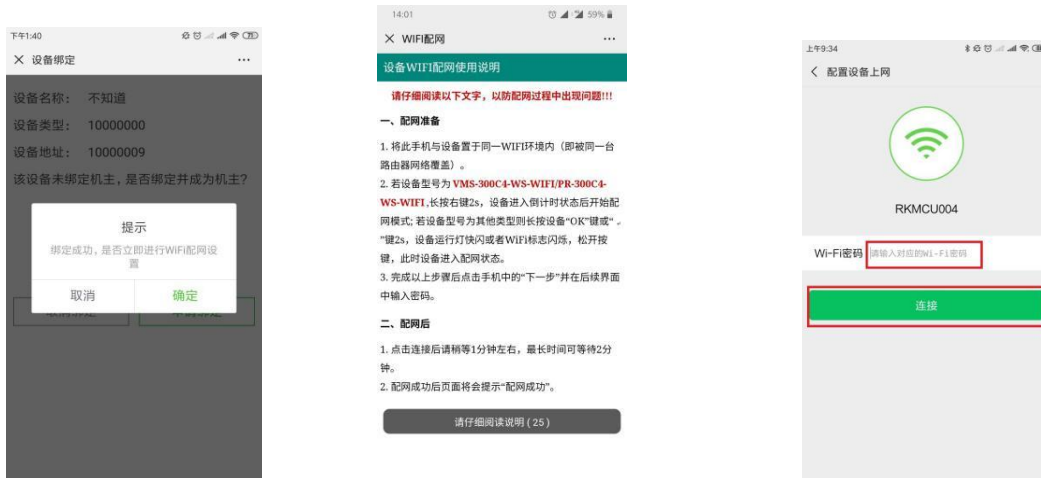 下午1:40
设备绑定
设备名称： 不知道
设备类型： 10000000
设备地址： 10000009
该设备未绑定机主，是否绑定并成为机主？
提示
绑定成功，是否立即进行WiFi配网设
置
取消
确定
14:01
59%
WIFI配网
设备WIFI配网使用说明
请仔细阅读以下文字，以防配网过程中出现问题!!!
一、配网准备
1. 将此手机与设备置于同一WIFI环境内（即被同一台
路由器网络覆盖）。
2. 若设备型号为 VMS-300C4-WS-WIFI/PR-300C4-
WS-WIFI ,长按右键2s，设备进入倒计时状态后开始配
网模式; 若设备型号为其他类型则长按设备“OK”键或“
”键2s，设备运行灯快闪或者WiFi标志闪烁，松开按
键，此时设备进入配网状态。
3. 完成以上步骤后点击手机中的“下一步”并在后续界面
中输入密码。
二、配网后
1. 点击连接后请稍等1分钟左右，最长时间可等待2分
钟。
2. 配网成功后页面将会提示“配网成功”。
请仔细阅读说明 ( 25 )
上午9:34
配置设备上网
RKMCU004
Wi-Fi密码 请输入对应的Wi-Fi密码
连接